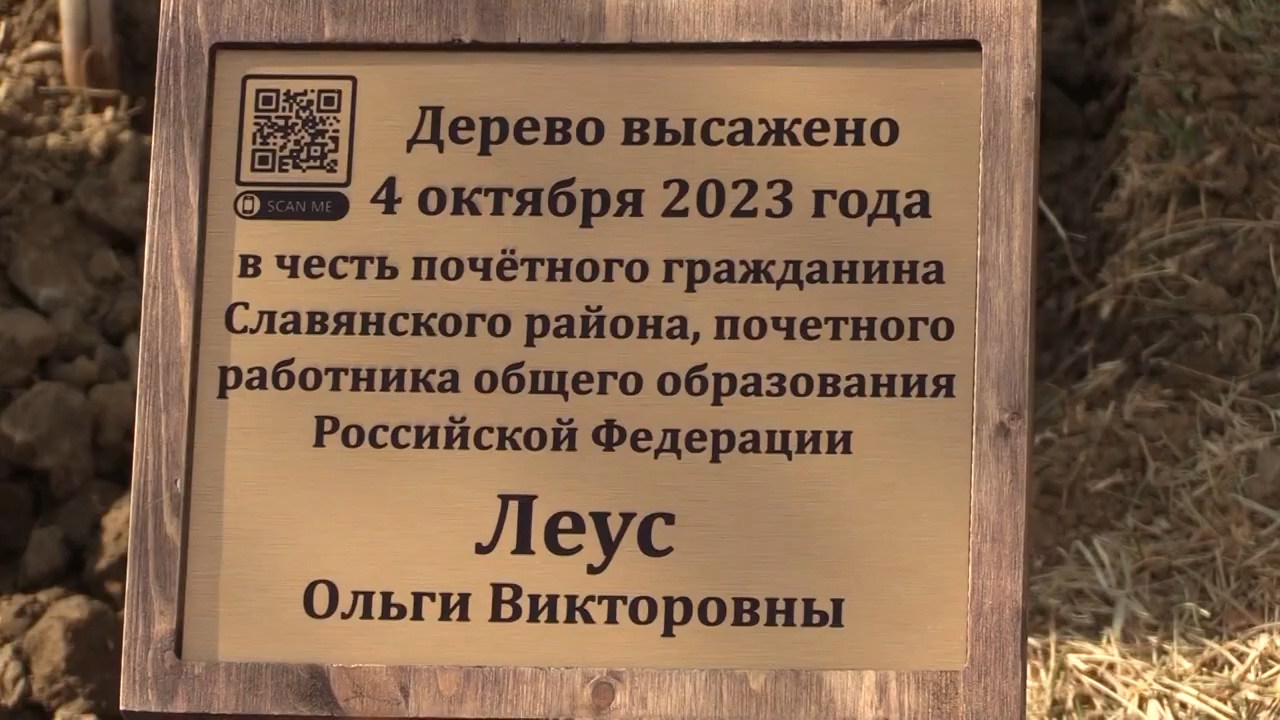 Дерево высажено
SCAN ME
4 октября 2023 года
в честь почётного гражданина
Славянского района, почетного
работника общего образования
Российской Федерации
Леус
Ольги Викторовны